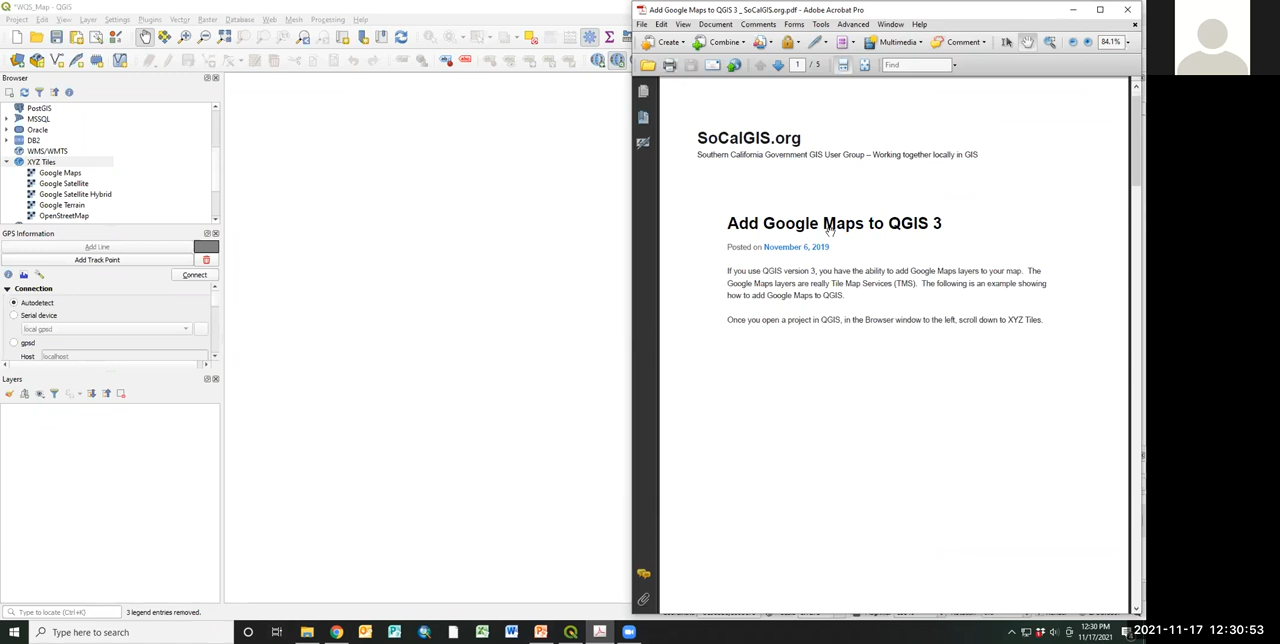 *WQS_Map - QGIS
Project Edit View Layer Settings Plugins Vector Raster Database Web Mesh Processing Help
Browser
PostGIS
MSSQL
Oracle
DB2
WMS/WMTS
XYZ Tiles
Google Maps
Google Satellite
Google Satellite Hybrid
Google Terrain
OpenStreetMap
GPS Information
Add Line
Add Track Point
Connect
Connection
Autodetect
Serial device
local gpsd
gpsd
Host localhost
Layers
Type to locate (Ctrl+K)
3 legend entries removed.
Add Google Maps to QGIS 3 _ SoCalGIS.org.pdf - Adobe Acrobat Pro
File Edit View Document Comments Forms Tools Advanced Window Help
Create Combine Multimedia Comment 84.1%
1 / 5 Find
SoCalGIS.org
Southern California Government GIS User Group – Working together locally in GIS
Add Google Maps to QGIS 3
Posted on November 6, 2019
If you use QGIS version 3, you have the ability to add Google Maps layers to your map. The
Google Maps layers are really Tile Map Services (TMS). The following is an example showing
how to add Google Maps to QGIS.
Once you open a project in QGIS, in the Browser window to the left, scroll down to XYZ Tiles.
Type here to search
12:30 PM
11/17/2021
2021-11-17 12:30:53